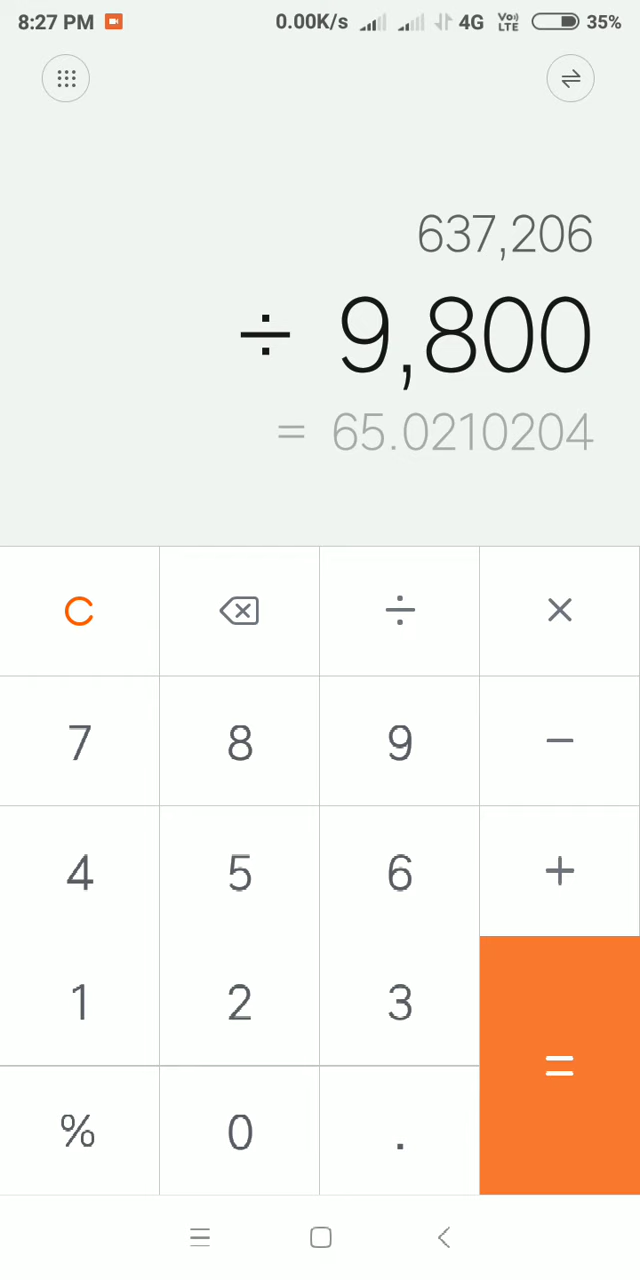 8:27 PM 0.00K/s 4G Vo) LTE 35%
637,206
÷ 9,800
= 65.0210204
C ÷ ×
7 8 9 −
4 5 6 +
1 2 3
=
% 0 .